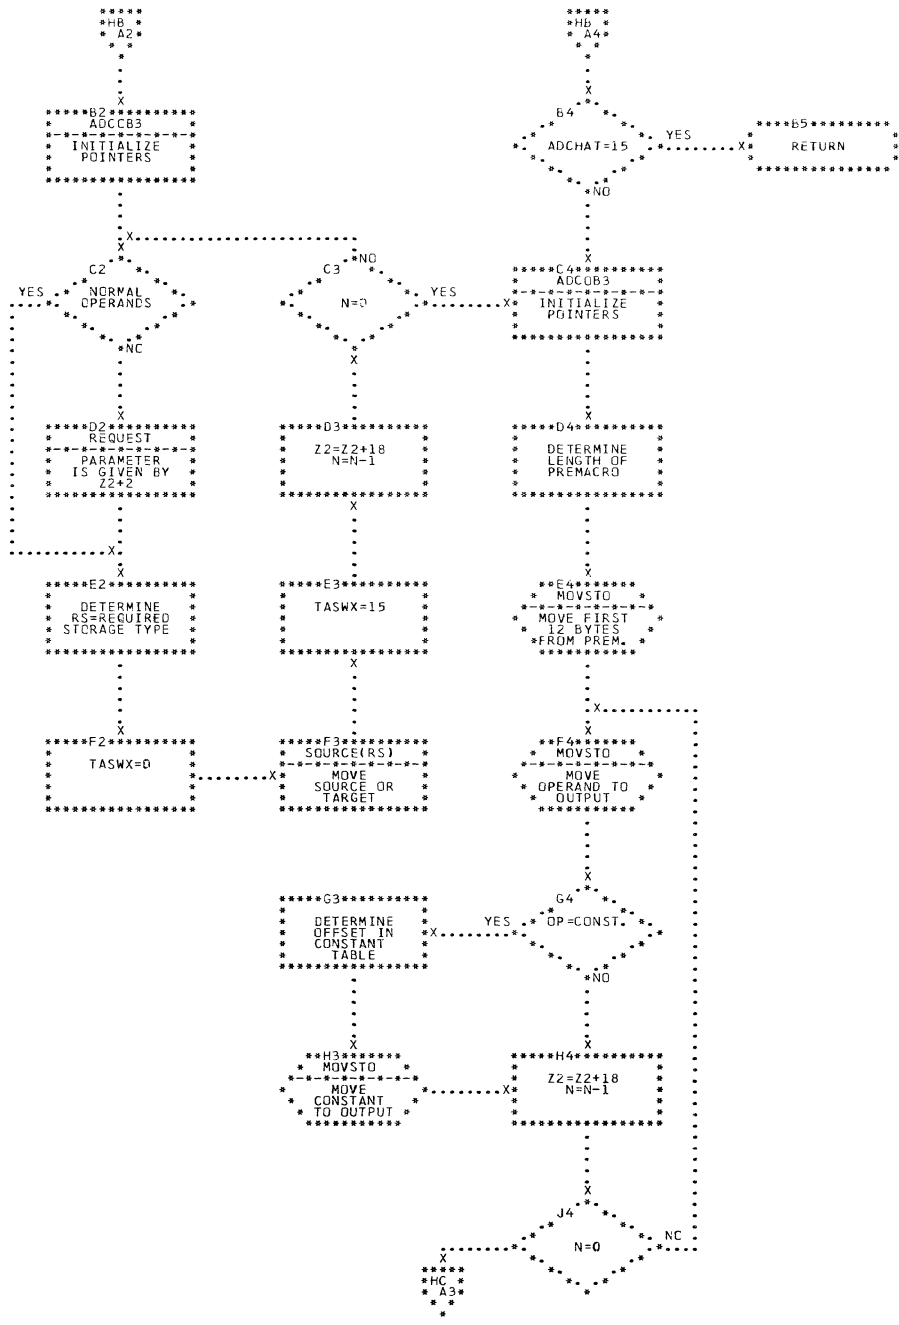 HB
A2
HB
A4
B2
ADCCB3
INITIALIZE
POINTERS
B4
ADCHAT=15
YES
NO
B5
RETURN
C2
NORMAL
OPERANDS
YES
NC
C3
N=0
NO
YES
C4
ADCOB3
INITIALIZE
POINTERS
D2
REQUEST
PARAMETER
IS GIVEN BY
Z2+2
D3
Z2=Z2+18
N=N-1
D4
DETERMINE
LENGTH OF
PREMACRO
E2
DETERMINE
RS=REQUIRED
STORAGE TYPE
E3
TASWX=15
E4
MOVSTO
MOVE FIRST
12 BYTES
FROM PREM.
F2
TASWX=0
F3
SOURCE(RS)
MOVE
SOURCE OR
TARGET
F4
MOVSTO
MOVE
OPERAND TO
OUTPUT
G3
DETERMINE
OFFSET IN
CONSTANT
TABLE
G4
OP=CONST.
YES
NO
H3
MOVSTO
MOVE
CONSTANT
TO OUTPUT
H4
Z2=Z2+18
N=N-1
J4
N=0
NC
HC
A3